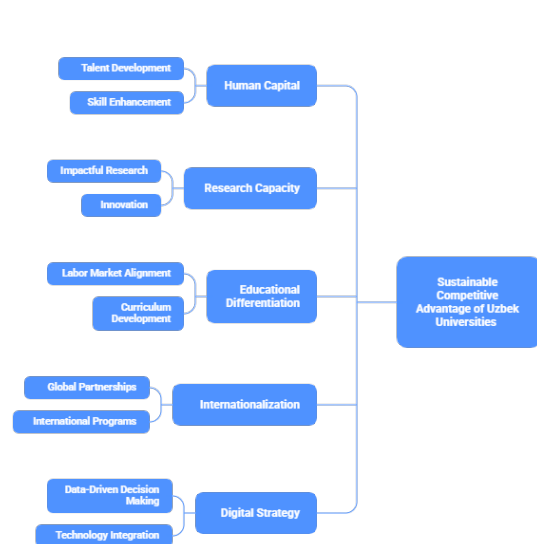 Talent Development
Human Capital
Skill Enhancement
Impactful Research
Research Capacity
Innovation
Labor Market Alignment
Educational
Differentiation
Curriculum
Development
Sustainable
Competitive
Advantage of Uzbek
Universities
Global Partnerships
Internationalization
International Programs
Data-Driven Decision
Making
Digital Strategy
Technology Integration